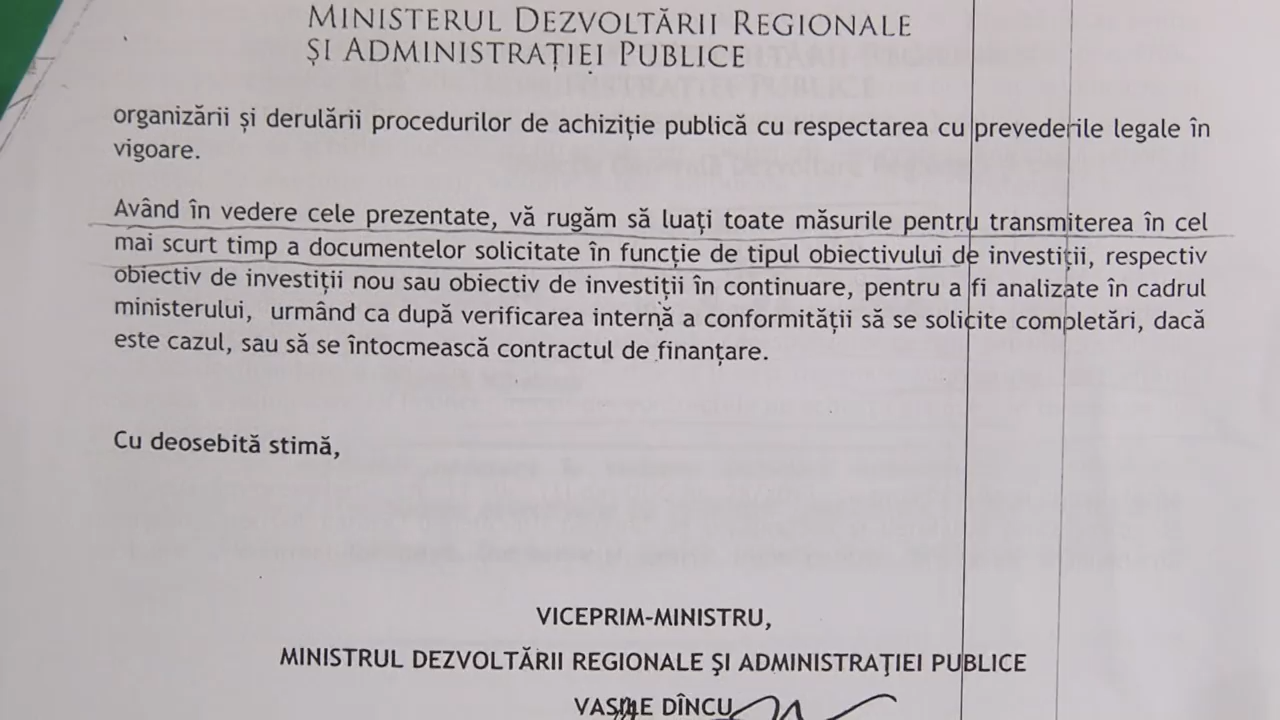 MINISTERUL DEZVOLTĂRII REGIONALE
ȘI ADMINISTRAȚIEI PUBLICE
organizării și derulării procedurilor de achiziție publică cu respectarea cu prevederile legale în
vigoare.
Având în vedere cele prezentate, vă rugăm să luați toate măsurile pentru transmiterea în cel
mai scurt timp a documentelor solicitate în funcție de tipul obiectivului de investiții, respectiv
obiectiv de investiții nou sau obiectiv de investiții în continuare, pentru a fi analizate în cadrul
ministerului, urmând ca după verificarea internă a conformității să se solicite completări, dacă
este cazul, sau să se întocmească contractul de finanțare.
Cu deosebită stimă,
VICEPRIM-MINISTRU,
MINISTRUL DEZVOLTĂRII REGIONALE ŞI ADMINISTRAŢIEI PUBLICE
VASILE DÎNCU